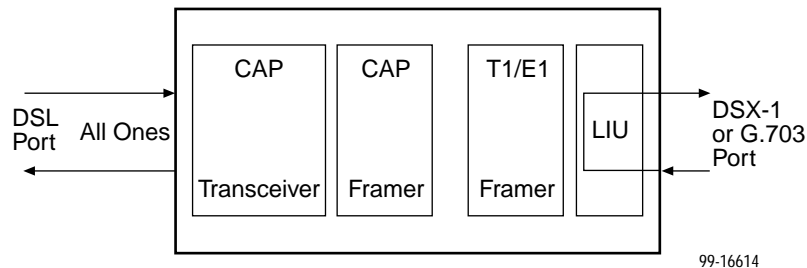 CAP
Transceiver
CAP
Framer
T1/E1
Framer
LIU
DSL
Port
All Ones
DSX-1
or G.703
Port
99-16614